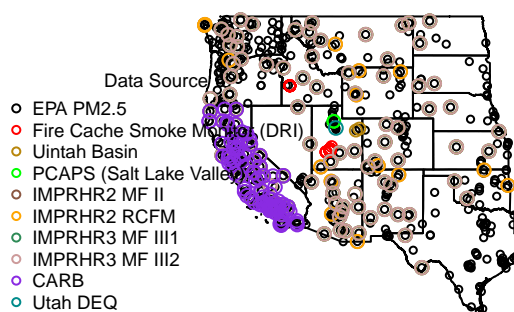 Data Source
EPA PM2.5
Fire Cache Smoke Monitor (DRI)
Uintah Basin
PCAPS (Salt Lake Valley)
IMPRHR2 MF II
IMPRHR2 RCFM
IMPRHR3 MF III1
IMPRHR3 MF III2
CARB
Utah DEQ